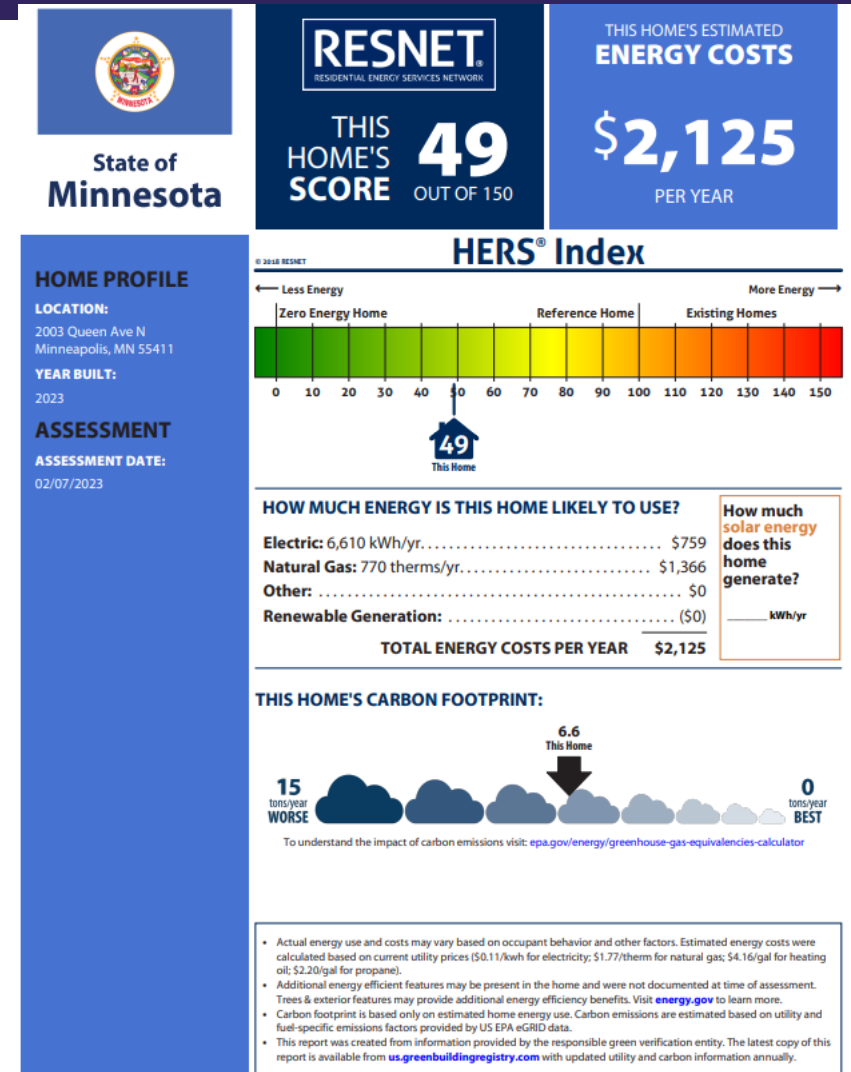 MINNESOTA
State of
Minnesota
RESNET®
RESIDENTIAL ENERGY SERVICES NETWORK
THIS
HOME'S
SCORE
49
OUT OF 150
THIS HOME'S ESTIMATED
ENERGY COSTS
$2,125
PER YEAR
HOME PROFILE
LOCATION:
2003 Queen Ave N
Minneapolis, MN 55411
YEAR BUILT:
2023
ASSESSMENT
ASSESSMENT DATE:
02/07/2023
© 2018 RESNET
HERS® Index
Less Energy
More Energy
Zero Energy Home
Reference Home
Existing Homes
0 10 20 30 40 50 60 70 80 90 100 110 120 130 140 150
49
This Home
HOW MUCH ENERGY IS THIS HOME LIKELY TO USE?
Electric: 6,610 kWh/yr. . . . . . . . . . . . . . . . . . . . . . . . . . . . . . . . . . . $759
Natural Gas: 770 therms/yr. . . . . . . . . . . . . . . . . . . . . . . . . . . . $1,366
Other: . . . . . . . . . . . . . . . . . . . . . . . . . . . . . . . . . . . . . . . . . . . . . . . . . . $0
Renewable Generation: . . . . . . . . . . . . . . . . . . . . . . . . . . . . . . . ($0)
TOTAL ENERGY COSTS PER YEAR $2,125
How much
solar energy
does this
home
generate?
______ kWh/yr
THIS HOME'S CARBON FOOTPRINT:
6.6
This Home
15
tons/year
WORSE
0
tons/year
BEST
To understand the impact of carbon emissions visit: epa.gov/energy/greenhouse-gas-equivalencies-calculator
• Actual energy use and costs may vary based on occupant behavior and other factors. Estimated energy costs were
calculated based on current utility prices ($0.11/kwh for electricity; $1.77/therm for natural gas; $4.16/gal for heating
oil; $2.20/gal for propane).
• Additional energy efficient features may be present in the home and were not documented at time of assessment.
Trees & exterior features may provide additional energy efficiency benefits. Visit energy.gov to learn more.
• Carbon footprint is based only on estimated home energy use. Carbon emissions are estimated based on utility and
fuel-specific emissions factors provided by US EPA eGRID data.
• This report was created from information provided by the responsible green verification entity. The latest copy of this
report is available from us.greenbuildingregistry.com with updated utility and carbon information annually.